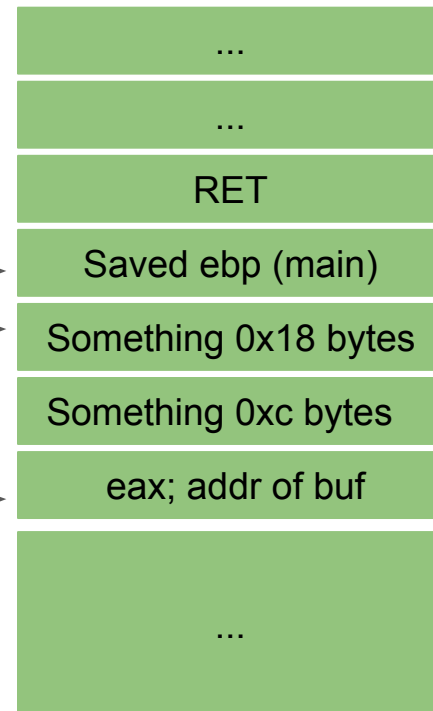 ...
...
RET
Saved ebp (main)
Something 0x18 bytes
Something 0xc bytes
eax; addr of buf
...